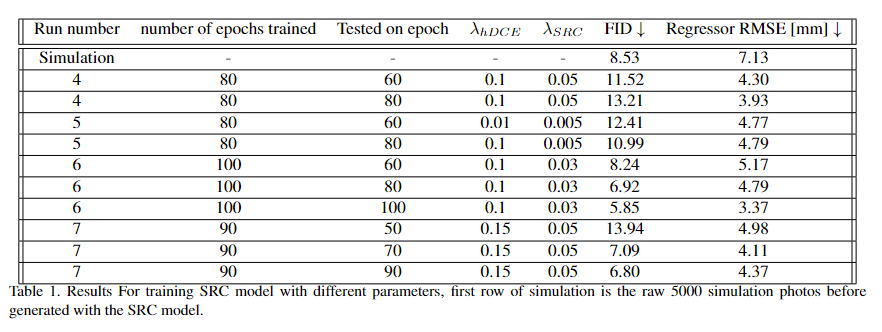 Run number number of epochs trained Tested on epoch λhDCE λSRC FID ↓ Regressor RMSE [mm] ↓
Simulation - - - - 8.53 7.13
4 80 60 0.1 0.05 11.52 4.30
4 80 80 0.1 0.05 13.21 3.93
5 80 60 0.01 0.005 12.41 4.77
5 80 80 0.1 0.005 10.99 4.79
6 100 60 0.1 0.03 8.24 5.17
6 100 80 0.1 0.03 6.92 4.79
6 100 100 0.1 0.03 5.85 3.37
7 90 50 0.15 0.05 13.94 4.98
7 90 70 0.15 0.05 7.09 4.11
7 90 90 0.15 0.05 6.80 4.37
Table 1. Results For training SRC model with different parameters, first row of simulation is the raw 5000 simulation photos before
generated with the SRC model.